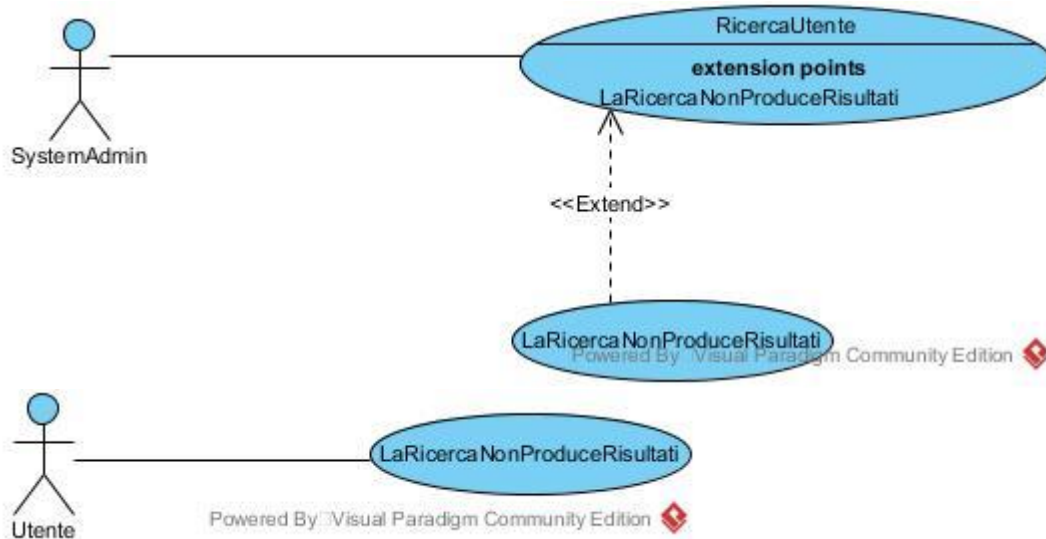 RicercaUtente
extension points
LaRicercaNonProduceRisultati
SystemAdmin
<<Extend>>
LaRicercaNonProduceRisultati
Powered By Visual Paradigm Community Edition
LaRicercaNonProduceRisultati
Utente
Powered By Visual Paradigm Community Edition